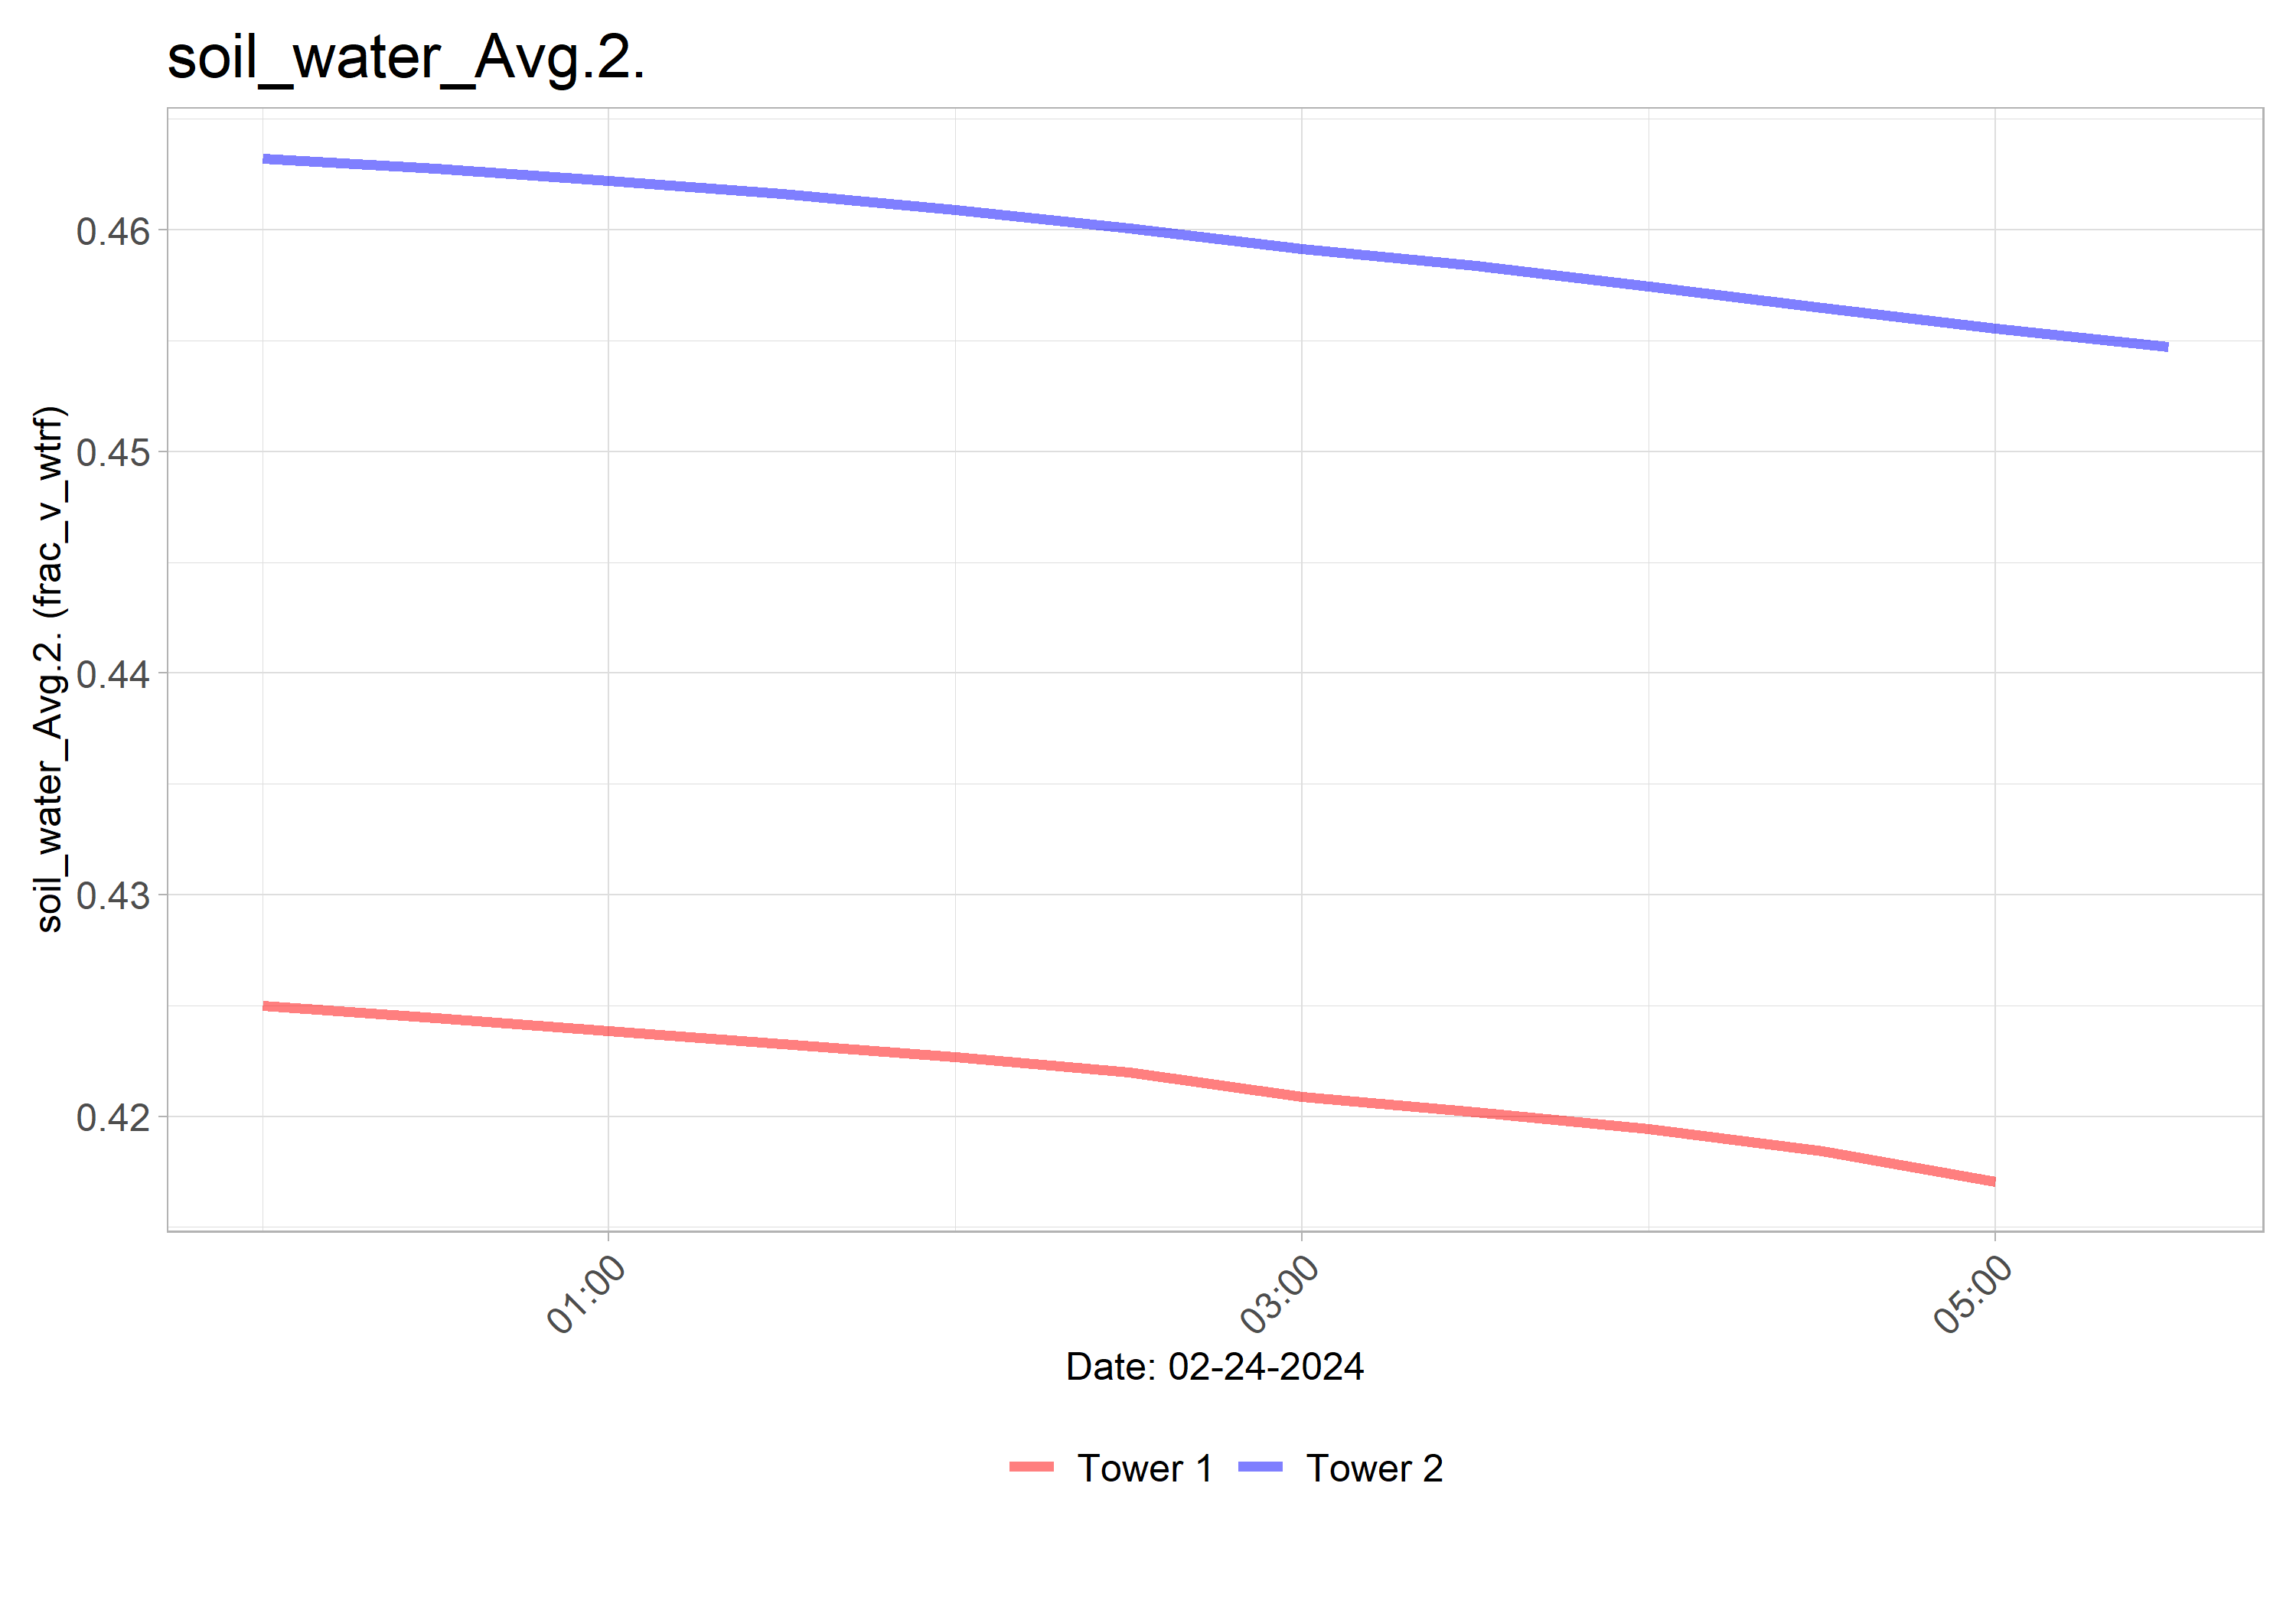 soil_water_Avg.2.
soil_water_Avg.2. (frac_v_wtrf)
0.46
0.45
0.44
0.43
0.42
01:00
03:00
05:00
Date: 02-24-2024
Tower 1
Tower 2